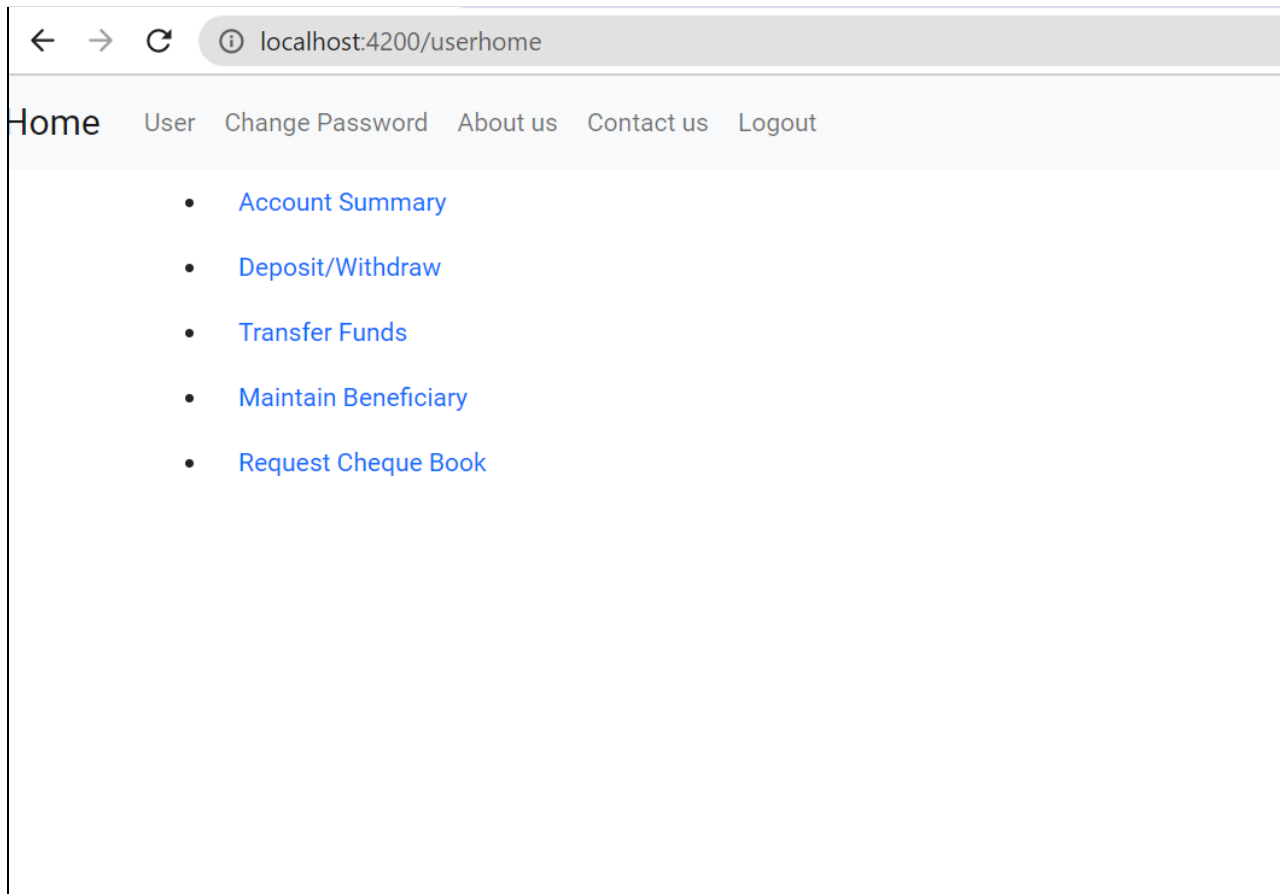 localhost:4200/userhome
Home User Change Password About us Contact us Logout
Account Summary
Deposit/Withdraw
Transfer Funds
Maintain Beneficiary
Request Cheque Book